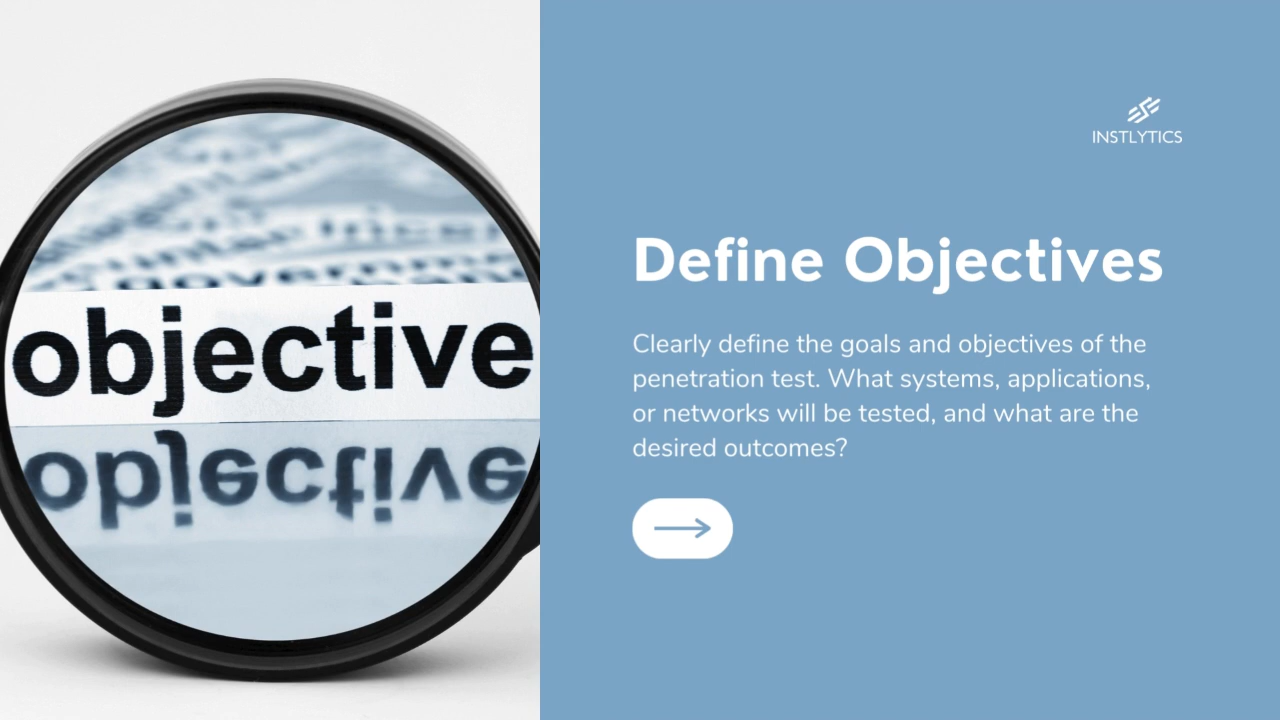 objective
objective
INSTLYTICS
Define Objectives
Clearly define the goals and objectives of the
penetration test. What systems, applications,
or networks will be tested, and what are the
desired outcomes?